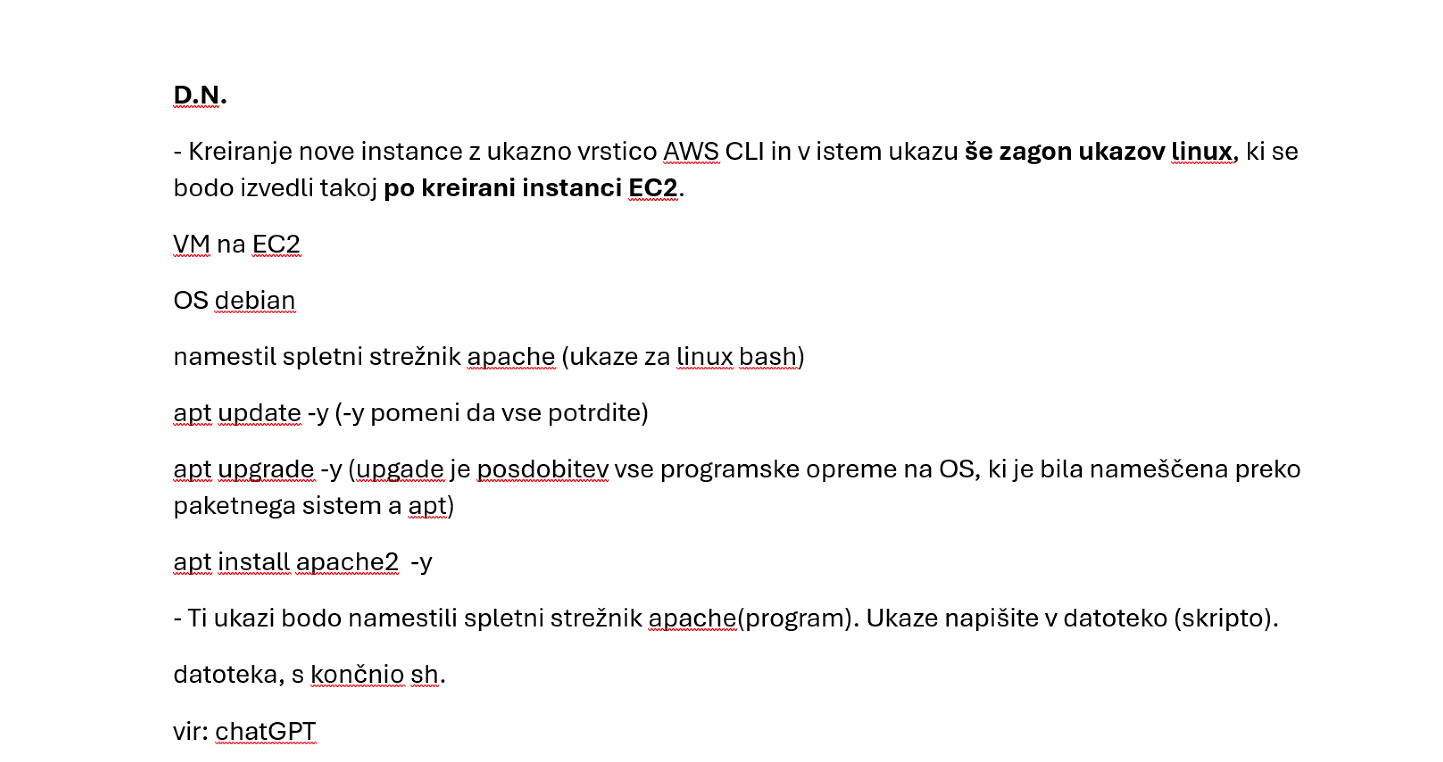 D.N.
- Kreiranje nove instance z ukazno vrstico AWS CLI in v istem ukazu še zagon ukazov linux, ki se
bodo izvedli takoj po kreirani instanci EC2.
VM na EC2
OS debian
namestil spletni strežnik apache (ukaze za linux bash)
apt update -y (-y pomeni da vse potrdite)
apt upgrade -y (upgade je posdobitev vse programske opreme na OS, ki je bila nameščena preko
paketnega sistem a apt)
apt install apache2  -y
- Ti ukazi bodo namestili spletni strežnik apache(program). Ukaze napišite v datoteko (skripto).
datoteka, s končnio sh.
vir: chatGPT